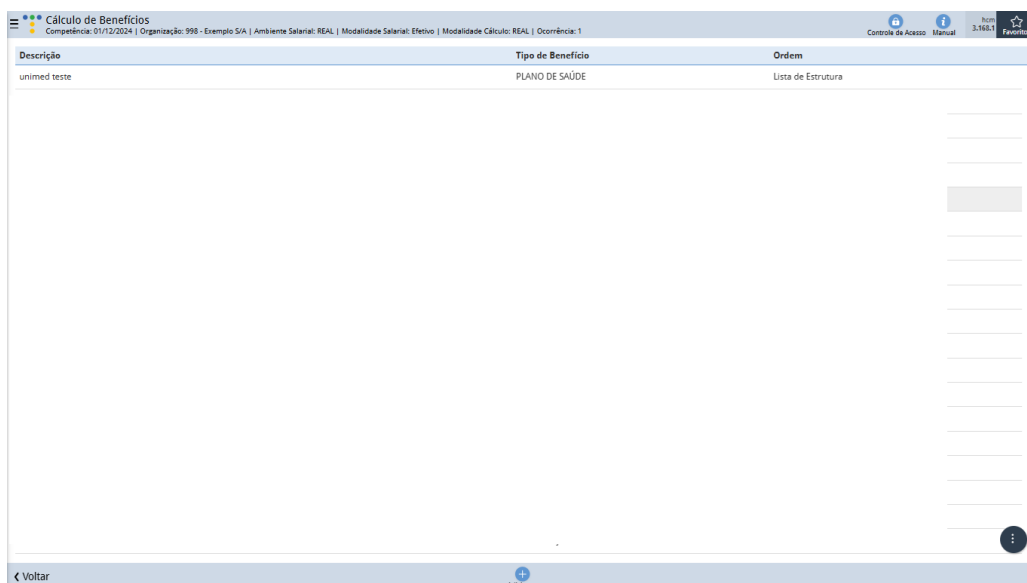 Cálculo de Benefícios
Competência: 01/12/2024 | Organização: 998 - Exemplo S/A | Ambiente Salarial: REAL | Modalidade Salarial: Efetivo | Modalidade Cálculo: REAL | Ocorrência: 1
Controle de Acesso Manual hcm 3.168.1 Favorito
Descrição Tipo de Benefício Ordem
unimed teste PLANO DE SAÚDE Lista de Estrutura
Voltar